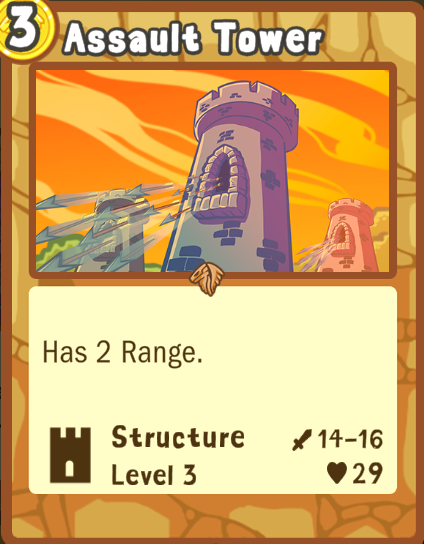 3 Assault Tower
Has 2 Range.
Structure 14–16
Level 3 29